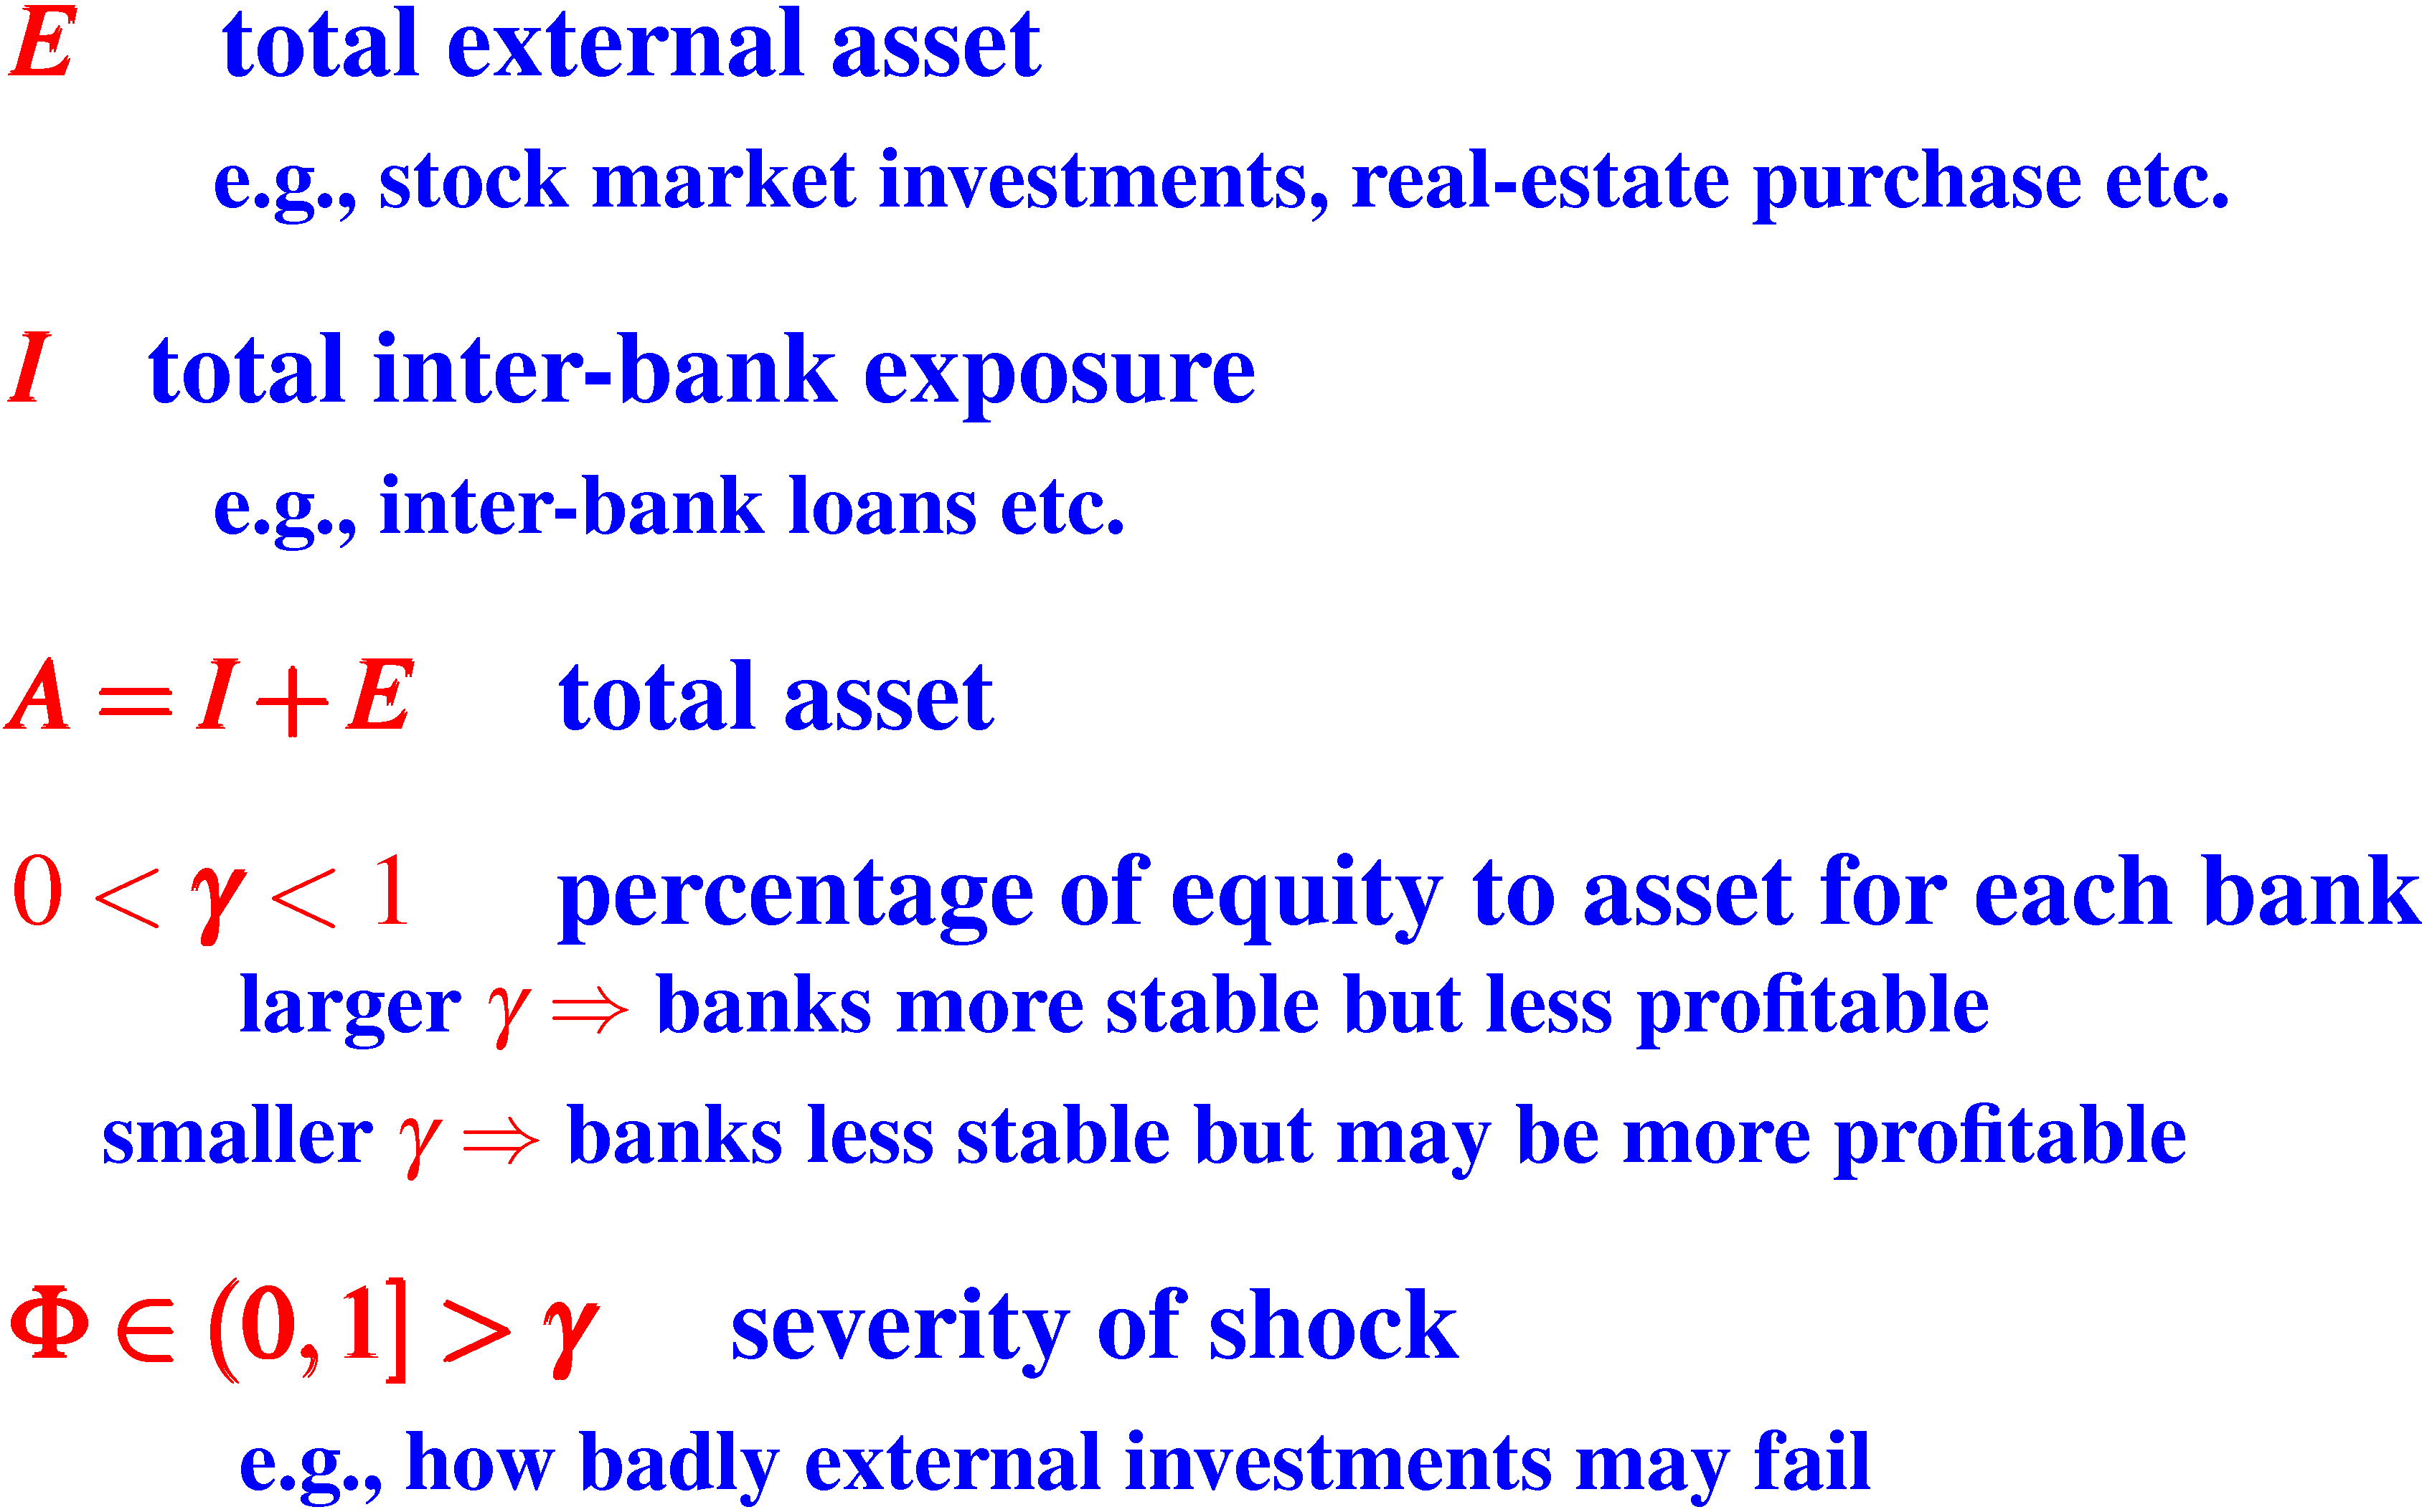 E total external asset
e.g., stock market investments, real-estate purchase etc.
I total inter-bank exposure
e.g., inter-bank loans etc.
A = I + E total asset
0 < γ < 1 percentage of equity to asset for each bank
larger γ ⇒ banks more stable but less profitable
smaller γ ⇒ banks less stable but may be more profitable
Φ ∈ (0, 1] > γ severity of shock
e.g., how badly external investments may fail